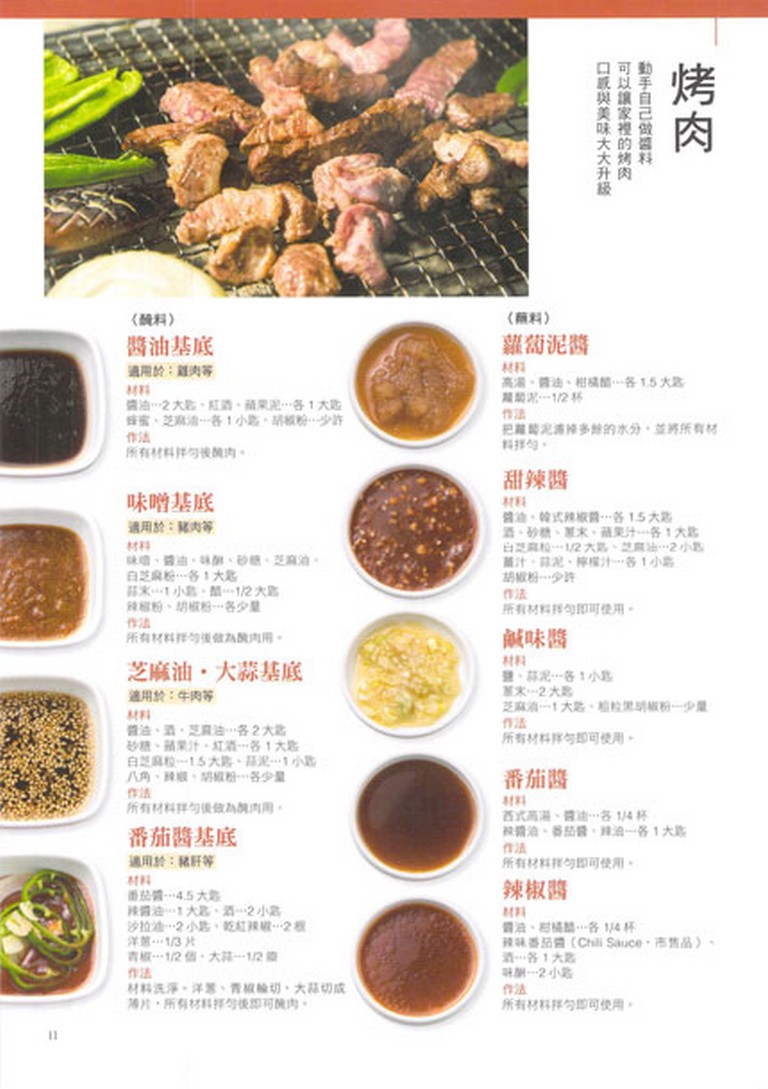 烤肉
動手自己做醬料
可以讓家裡的烤肉
口感與美味大大升級
〈醃料〉
醬油基底
適用於：雞肉等
材料
醬油…2 大匙、紅酒、蘋果泥…各 1 大匙
蜂蜜、芝麻油…各 1 小匙、胡椒粉…少許
作法
所有材料拌勻後醃肉。
味噌基底
適用於：豬肉等
材料
味噌、醬油、味醂、砂糖、芝麻油、
白芝麻粉…各 1 大匙
蒜末…1 小匙、醋…1/2 大匙
辣椒粉、胡椒粉…各少量
作法
所有材料拌勻後做為醃肉用。
芝麻油・大蒜基底
適用於：牛肉等
材料
醬油、酒、芝麻油…各 2 大匙
砂糖、蘋果汁、紅酒…各 1 大匙
白芝麻粒…1.5 大匙、蒜泥…1 小匙
八角、辣椒、胡椒粉…各少量
作法
所有材料拌勻後做為醃肉用。
番茄醬基底
適用於：豬肝等
材料
番茄醬…4.5 大匙
辣醬油…1 大匙、酒…2 小匙
沙拉油…2 小匙、乾紅辣椒…2 根
洋蔥…1/3 片
青椒…1/2 個、大蒜…1/2 瓣
作法
材料洗淨。洋蔥、青椒輪切，大蒜切成
薄片，所有材料拌勻後即可醃肉。
〈蘸料〉
蘿蔔泥醬
材料
高湯、醬油、柑橘醋…各 1.5 大匙
蘿蔔泥…1/2 杯
作法
把蘿蔔泥濾掉多餘的水分，並將所有材
料拌勻。
甜辣醬
材料
醬油、韓式辣椒醬…各 1.5 大匙
酒、砂糖、蔥末、蘋果汁…各 1 大匙
白芝麻粒…1/2 大匙、芝麻油…2 小匙
薑汁、蒜泥、檸檬汁…各 1 小匙
胡椒粉…少許
作法
所有材料拌勻即可使用。
鹹味醬
材料
鹽、蒜泥…各 1 小匙
蔥末…2 大匙
芝麻油…1 大匙、粗粒黑胡椒粉…少量
作法
所有材料拌勻即可使用。
番茄醬
材料
西式高湯、醬油…各 1/4 杯
辣醬油、番茄醬、辣油…各 1 大匙
作法
所有材料拌勻即可使用。
辣椒醬
材料
醬油、柑橘醋…各 1/4 杯
辣味番茄醬（Chili Sauce，市售品）、
酒…各 1 大匙
味醂…2 小匙
作法
所有材料拌勻即可使用。
11